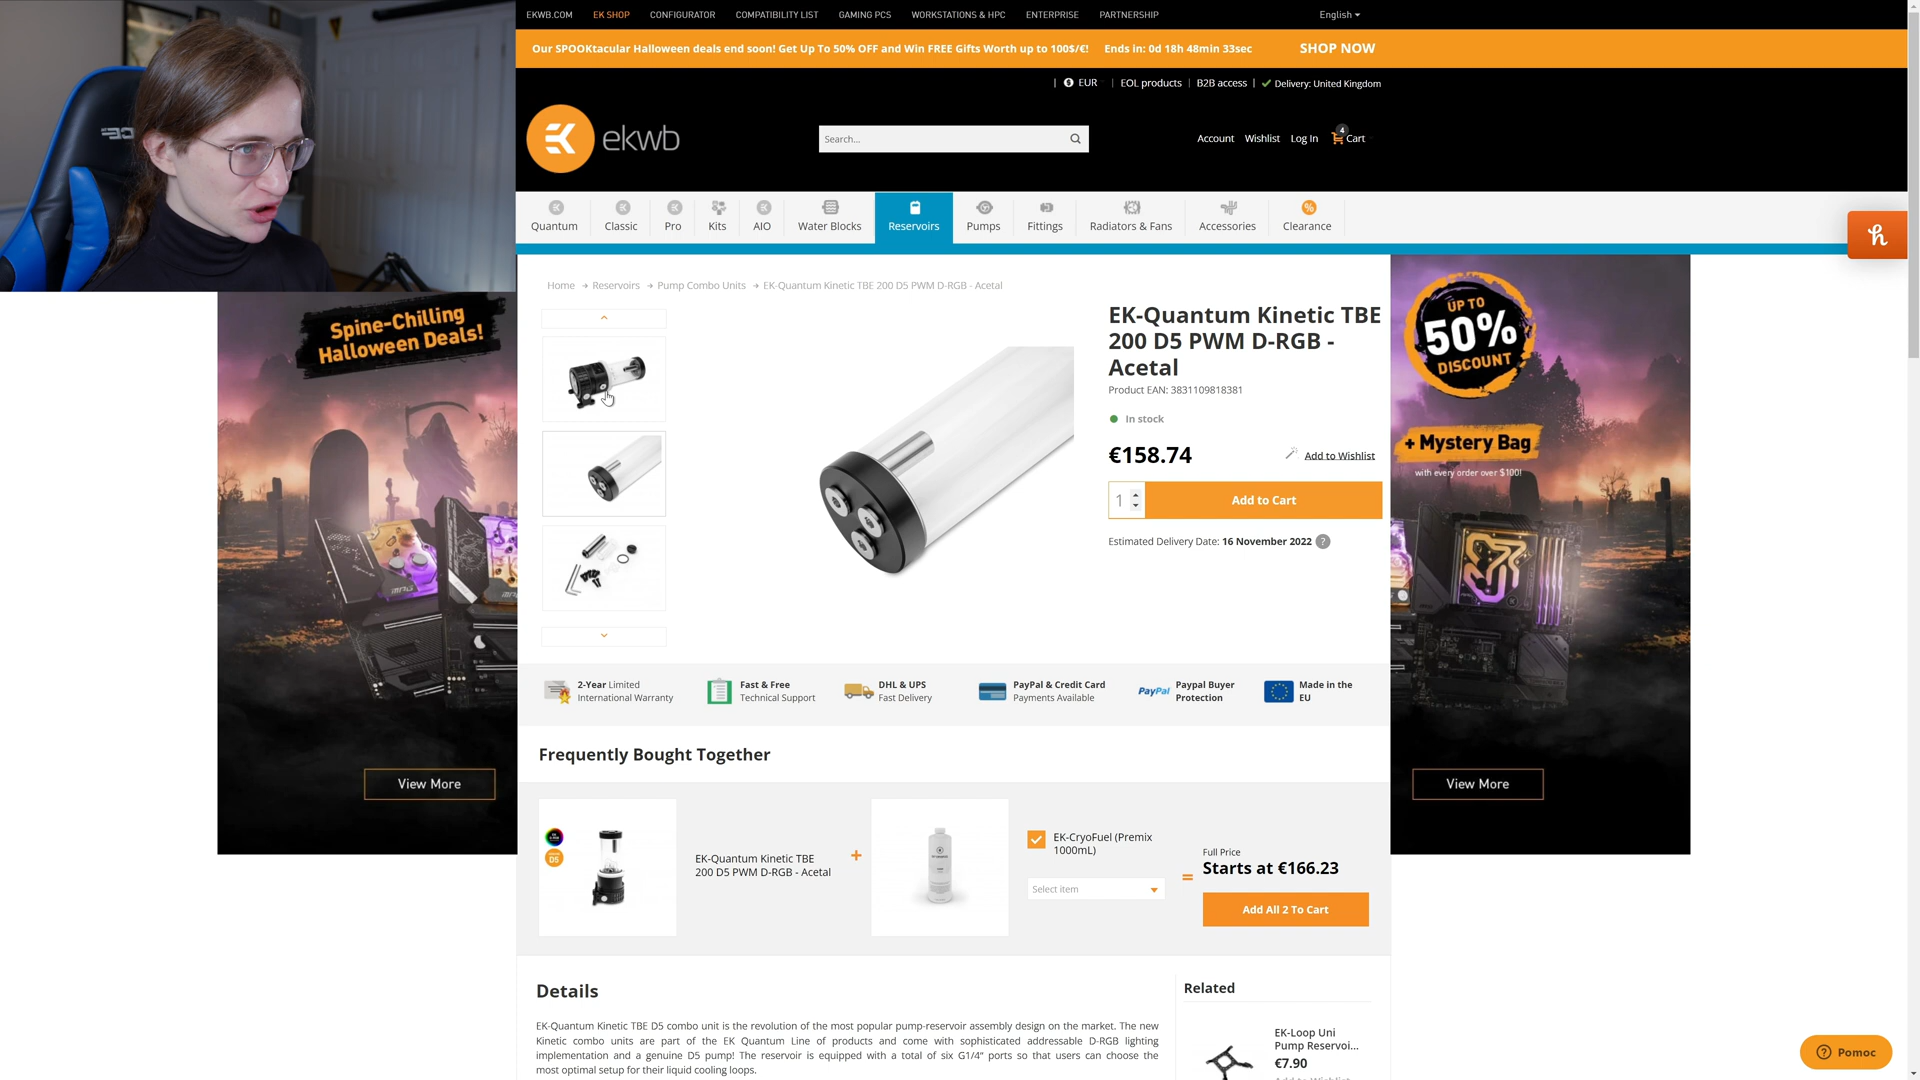 EKWB.COM EK SHOP CONFIGURATOR COMPATIBILITY LIST GAMING PCS WORKSTATIONS & HPC ENTERPRISE PARTNERSHIP English
Our SPOOKtacular Halloween deals end soon! Get Up To 50% OFF and Win FREE Gifts Worth up to 100$/€! Ends in: 0d 18h 48min 33sec SHOP NOW
| EUR | EOL products | B2B access | Delivery: United Kingdom
ekwb
Search...
Account Wishlist Log In 4 Cart
Quantum Classic Pro Kits AIO Water Blocks Reservoirs Pumps Fittings Radiators & Fans Accessories Clearance
Home Reservoirs Pump Combo Units EK-Quantum Kinetic TBE 200 D5 PWM D-RGB - Acetal
Spine-Chilling
Halloween Deals!
View More
EK-Quantum Kinetic TBE
200 D5 PWM D-RGB -
Acetal
Product EAN: 3831109818381
In stock
€158.74
Add to Wishlist
1
Add to Cart
Estimated Delivery Date: 16 November 2022 ?
UP TO
50%
DISCOUNT
+ Mystery Bag
with every order over $100!
View More
2-Year Limited
International Warranty
Fast & Free
Technical Support
DHL & UPS
Fast Delivery
PayPal & Credit Card
Payments Available
PayPal
Paypal Buyer
Protection
Made in the
EU
Frequently Bought Together
D5
EK-Quantum Kinetic TBE
200 D5 PWM D-RGB - Acetal
+
EK-CryoFuel (Premix
1000mL)
Select item
=
Full Price
Starts at €166.23
Add All 2 To Cart
Details
EK-Quantum Kinetic TBE D5 combo unit is the revolution of the most popular pump-reservoir assembly design on the market. The new
Kinetic combo units are part of the EK Quantum Line of products and come with sophisticated addressable D-RGB lighting
implementation and a genuine D5 pump! The reservoir is equipped with a total of six G1/4" ports so that users can choose the
most optimal setup for their liquid cooling loops.
Related
EK-Loop Uni
Pump Reservoi...
€7.90
Add to Wishlist
Pomoc